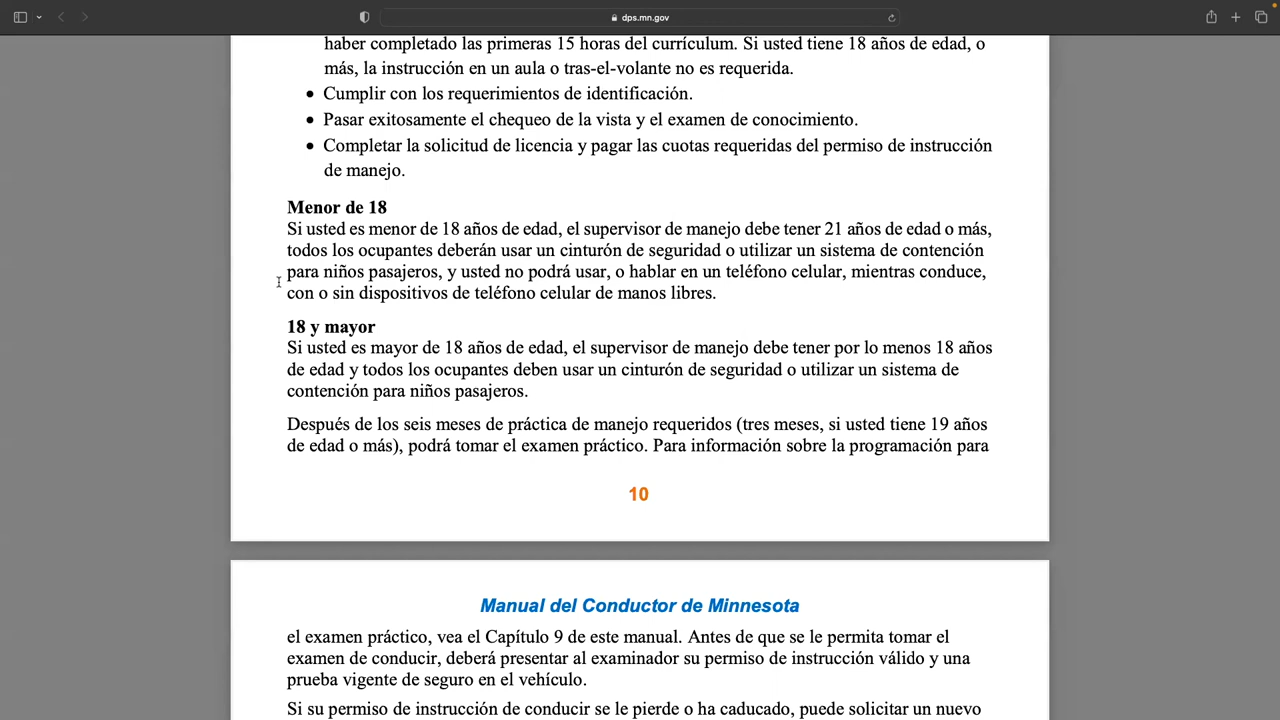 dps.mn.gov
haber completado las primeras 15 horas del currículum. Si usted tiene 18 años de edad, o
más, la instrucción en un aula o tras-el-volante no es requerida.
• Cumplir con los requerimientos de identificación.
• Pasar exitosamente el chequeo de la vista y el examen de conocimiento.
• Completar la solicitud de licencia y pagar las cuotas requeridas del permiso de instrucción
de manejo.
Menor de 18
Si usted es menor de 18 años de edad, el supervisor de manejo debe tener 21 años de edad o más,
todos los ocupantes deberán usar un cinturón de seguridad o utilizar un sistema de contención
para niños pasajeros, y usted no podrá usar, o hablar en un teléfono celular, mientras conduce,
con o sin dispositivos de teléfono celular de manos libres.
18 y mayor
Si usted es mayor de 18 años de edad, el supervisor de manejo debe tener por lo menos 18 años
de edad y todos los ocupantes deben usar un cinturón de seguridad o utilizar un sistema de
contención para niños pasajeros.
Después de los seis meses de práctica de manejo requeridos (tres meses, si usted tiene 19 años
de edad o más), podrá tomar el examen práctico. Para información sobre la programación para
10
Manual del Conductor de Minnesota
el examen práctico, vea el Capítulo 9 de este manual. Antes de que se le permita tomar el
examen de conducir, deberá presentar al examinador su permiso de instrucción válido y una
prueba vigente de seguro en el vehículo.
Si su permiso de instrucción de conducir se le pierde o ha caducado, puede solicitar un nuevo